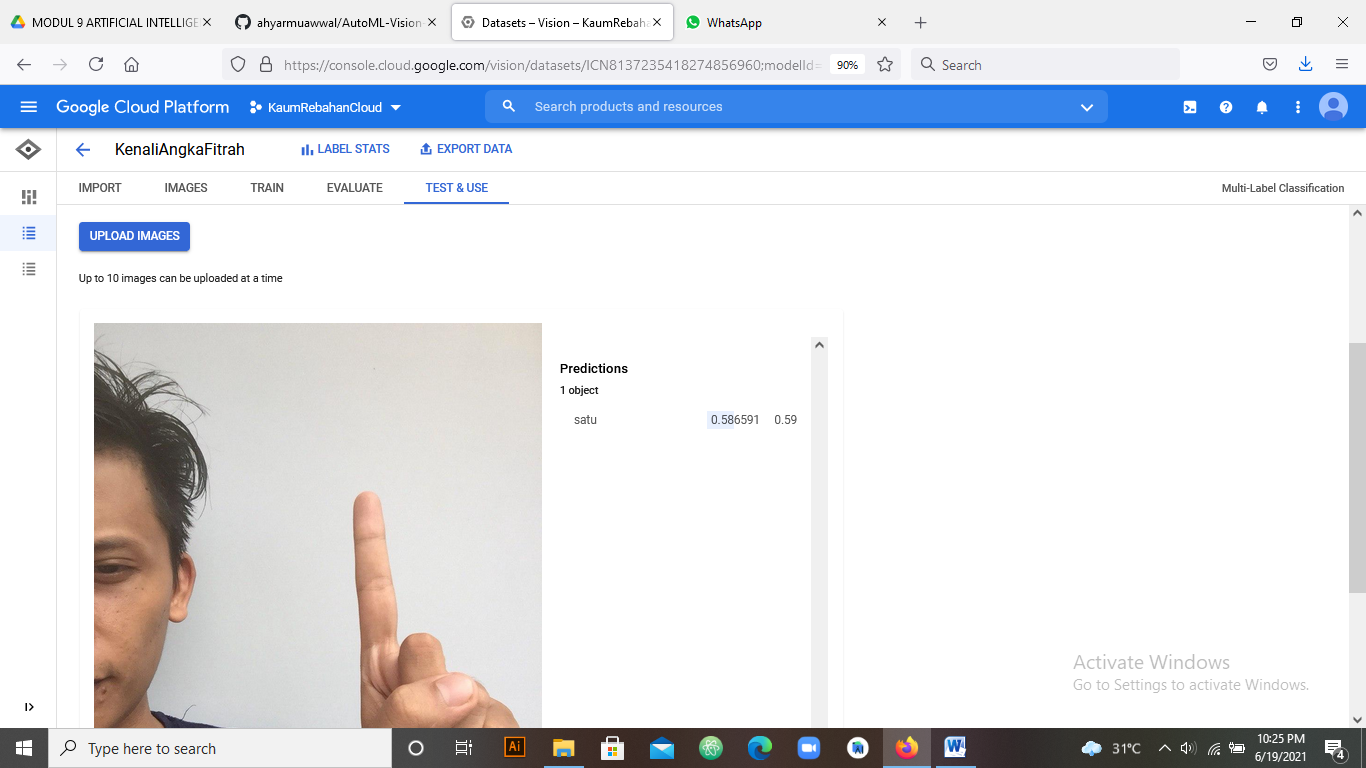 MODUL 9 ARTIFICIAL INTELLIGE
ahyarmuawwal/AutoML-Vision-
Datasets – Vision – KaumRebaha
WhatsApp
https://console.cloud.google.com/vision/datasets/ICN8137235418274856960;modelId=
90%
Search
Google Cloud Platform
KaumRebahanCloud
Search products and resources
KenaliAngkaFitrah
LABEL STATS
EXPORT DATA
IMPORT
IMAGES
TRAIN
EVALUATE
TEST & USE
Multi-Label Classification
UPLOAD IMAGES
Up to 10 images can be uploaded at a time
Predictions
1 object
satu 0.586591 0.59
Activate Windows
Go to Settings to activate Windows.
Type here to search
Ai
W
31°C
10:25 PM
6/19/2021
4